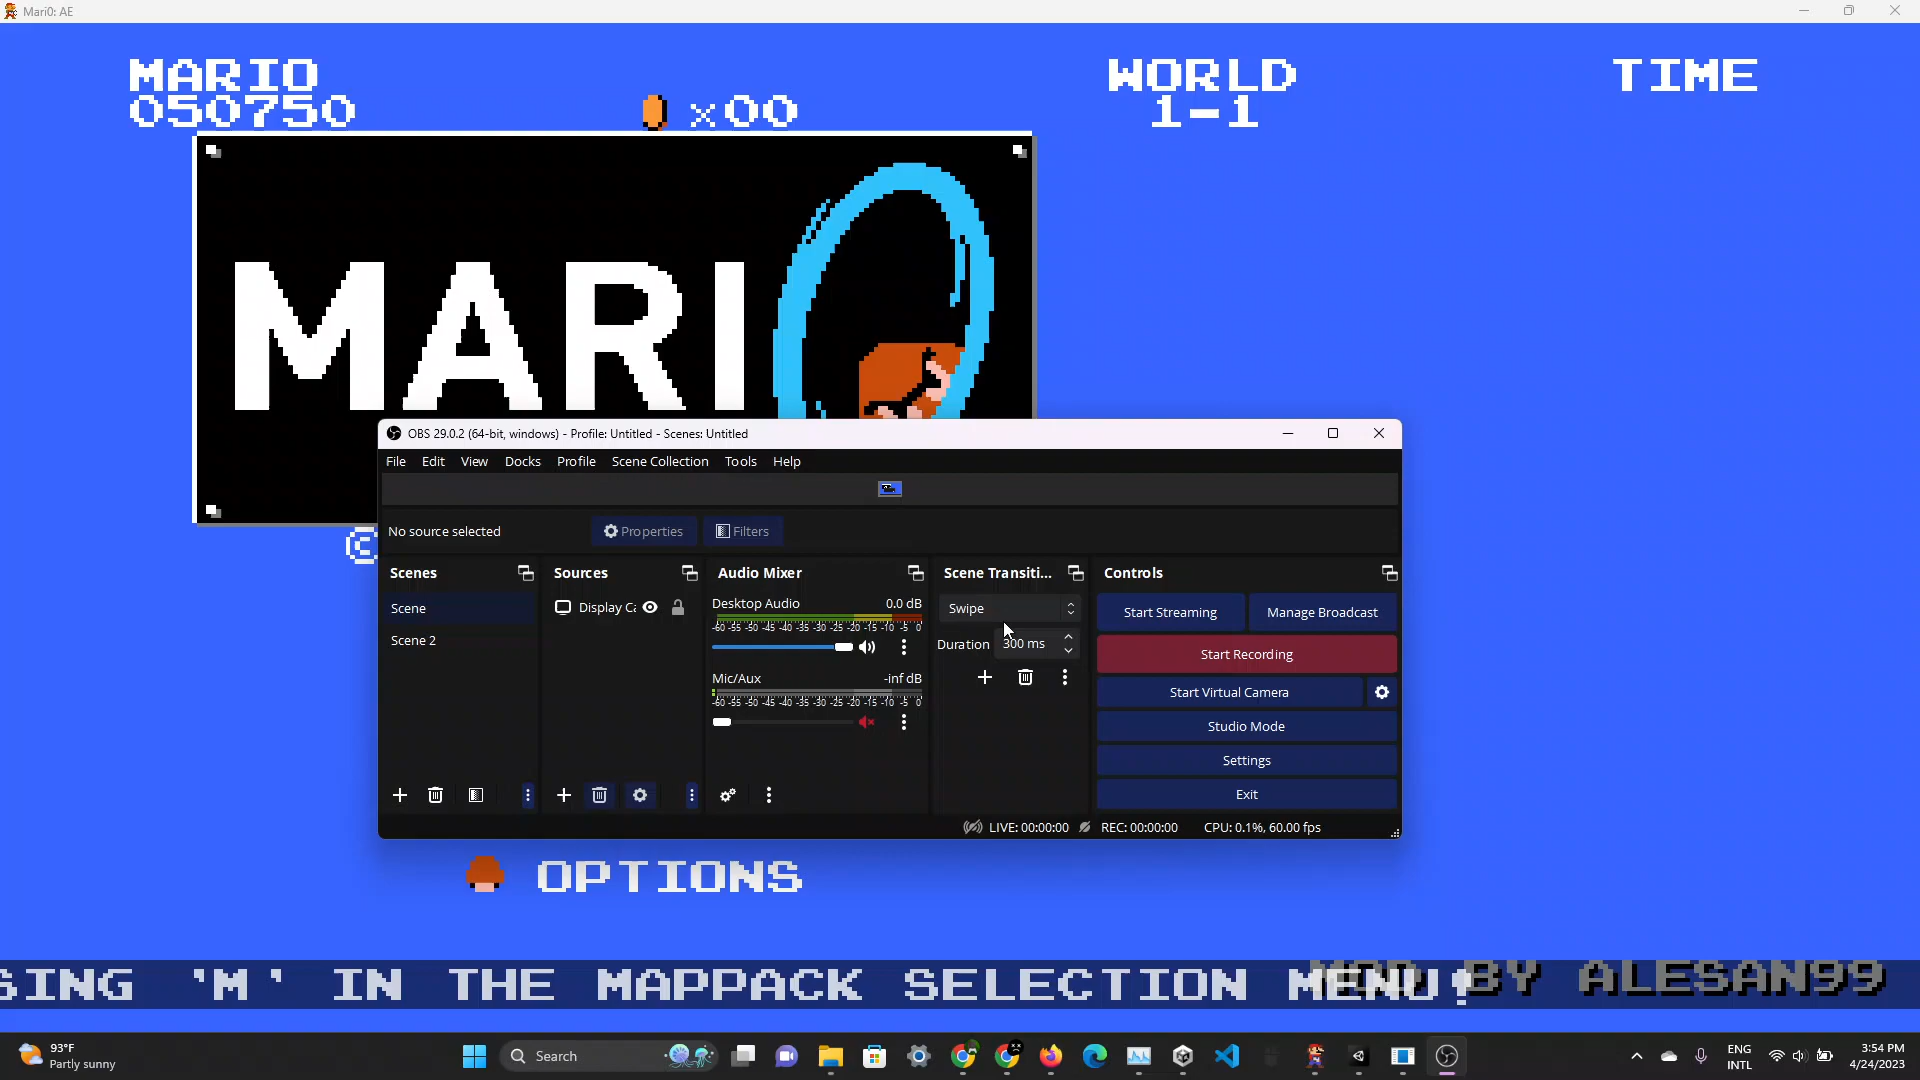 Mari0: AE
MARIO
050750
×00
WORLD
1-1
TIME
MARI
©
OBS 29.0.2 (64-bit, windows) - Profile: Untitled - Scenes: Untitled
File Edit View Docks Profile Scene Collection Tools Help
No source selected
Properties
Filters
Scenes
Scene
Scene 2
Sources
Display Ca
Audio Mixer
Desktop Audio 0.0 dB
-60 -55 -50 -45 -40 -35 -30 -25 -20 -15 -10 -5 0
Mic/Aux -inf dB
-60 -55 -50 -45 -40 -35 -30 -25 -20 -15 -10 -5 0
Scene Transiti...
Swipe
Duration 300 ms
Controls
Start Streaming
Manage Broadcast
Start Recording
Start Virtual Camera
Studio Mode
Settings
Exit
LIVE: 00:00:00 REC: 00:00:00 CPU: 0.1%, 60.00 fps
OPTIONS
SING 'M' IN THE MAPPACK SELECTION MENU!
MOD BY ALESAN99
93°F
Partly sunny
Search
ENG
INTL
3:54 PM
4/24/2023